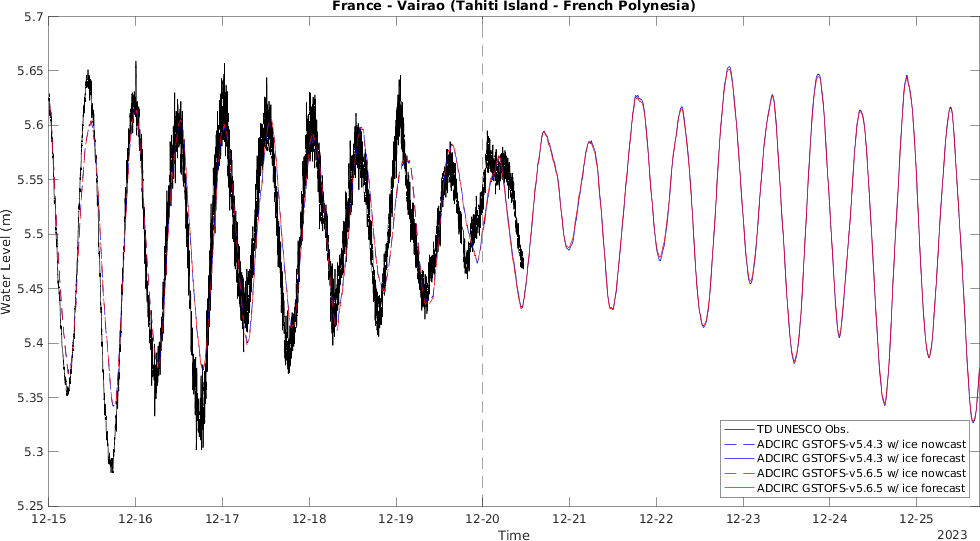 France - Vairao (Tahiti Island - French Polynesia)
5.7
5.65
5.6
5.55
5.5
5.45
5.4
5.35
5.3
5.25
Water Level (m)
TD UNESCO Obs.
ADCIRC GSTOFS-v5.4.3 w/ ice nowcast
ADCIRC GSTOFS-v5.4.3 w/ ice forecast
ADCIRC GSTOFS-v5.6.5 w/ ice nowcast
ADCIRC GSTOFS-v5.6.5 w/ ice forecast
12-15 12-16 12-17 12-18 12-19 12-20 12-21 12-22 12-23 12-24 12-25
Time
2023